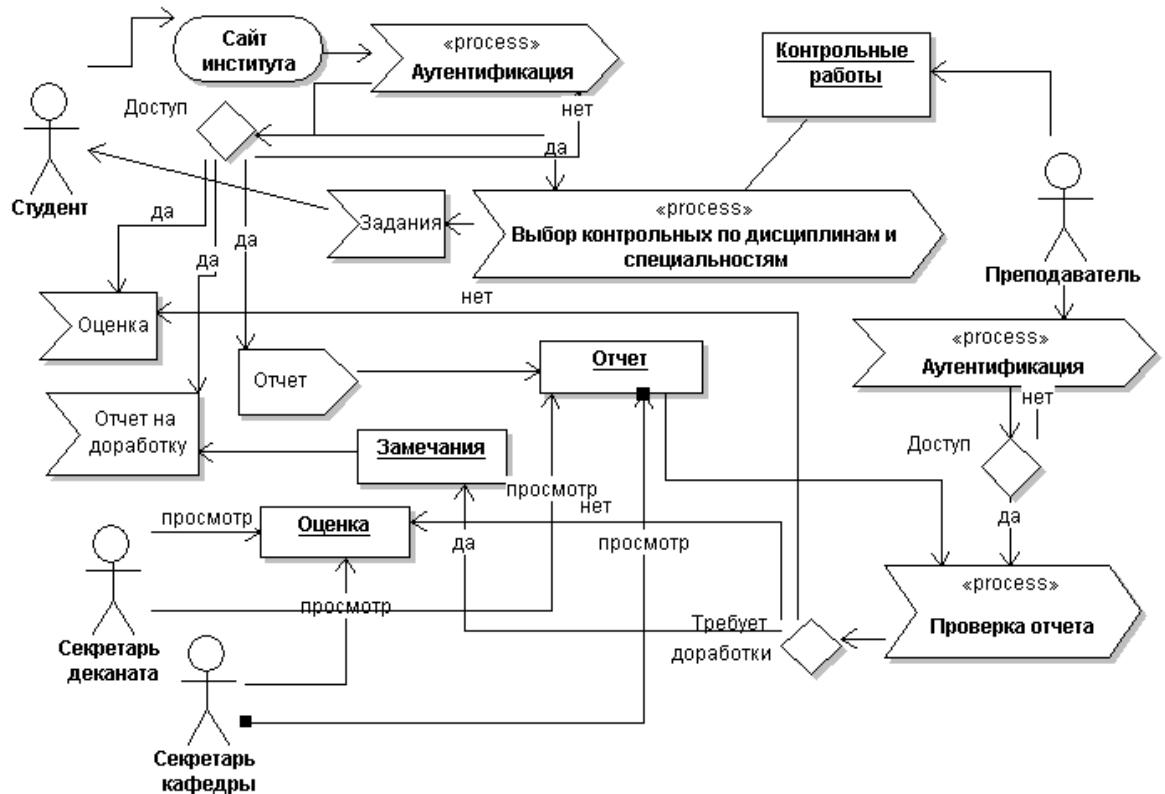 Сайт
института
«process»
Аутентификация
Контрольные
работы
Доступ
нет
да
Студент
Задания
«process»
Выбор контрольных по дисциплинам и
специальностям
Преподаватель
да
да
да
нет
Оценка
Отчет
Отчет
«process»
Аутентификация
нет
Отчет на
доработку
Замечания
Доступ
просмотр
нет
просмотр
Оценка
да
просмотр
да
«process»
Проверка отчета
просмотр
Требует
доработки
Секретарь
деканата
Секретарь
кафедры